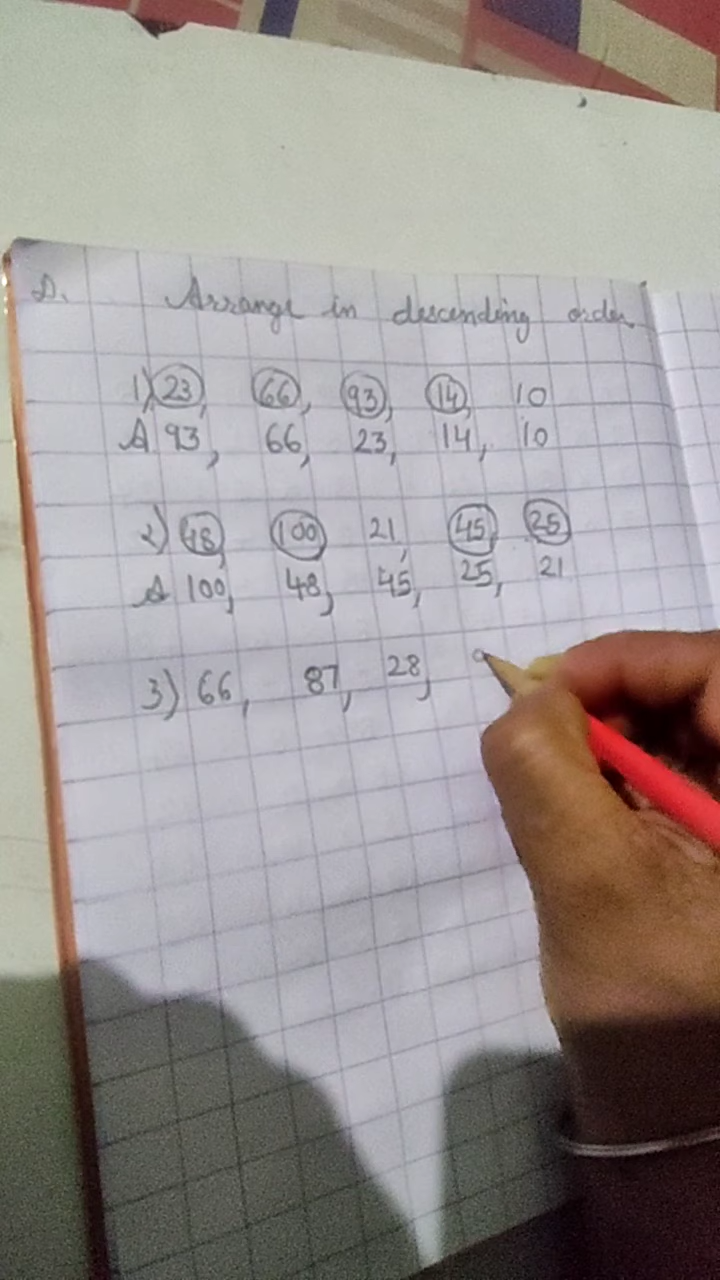 D. Arrange in descending order
1) 23, 66, 93, 14, 10
A 93, 66, 23, 14, 10
2) 48, 100 21, 45, 25
A 100, 48, 45, 25, 21
3) 66, 87, 28,